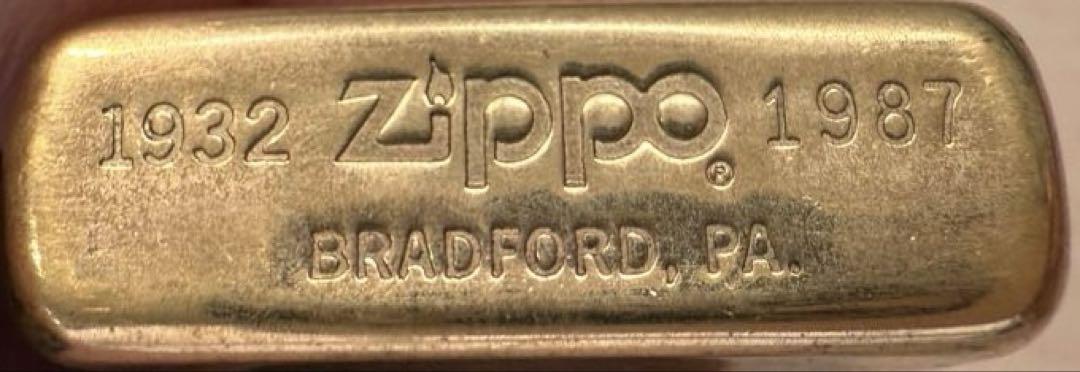 1932 Zippo® 1987
BRADFORD, PA.